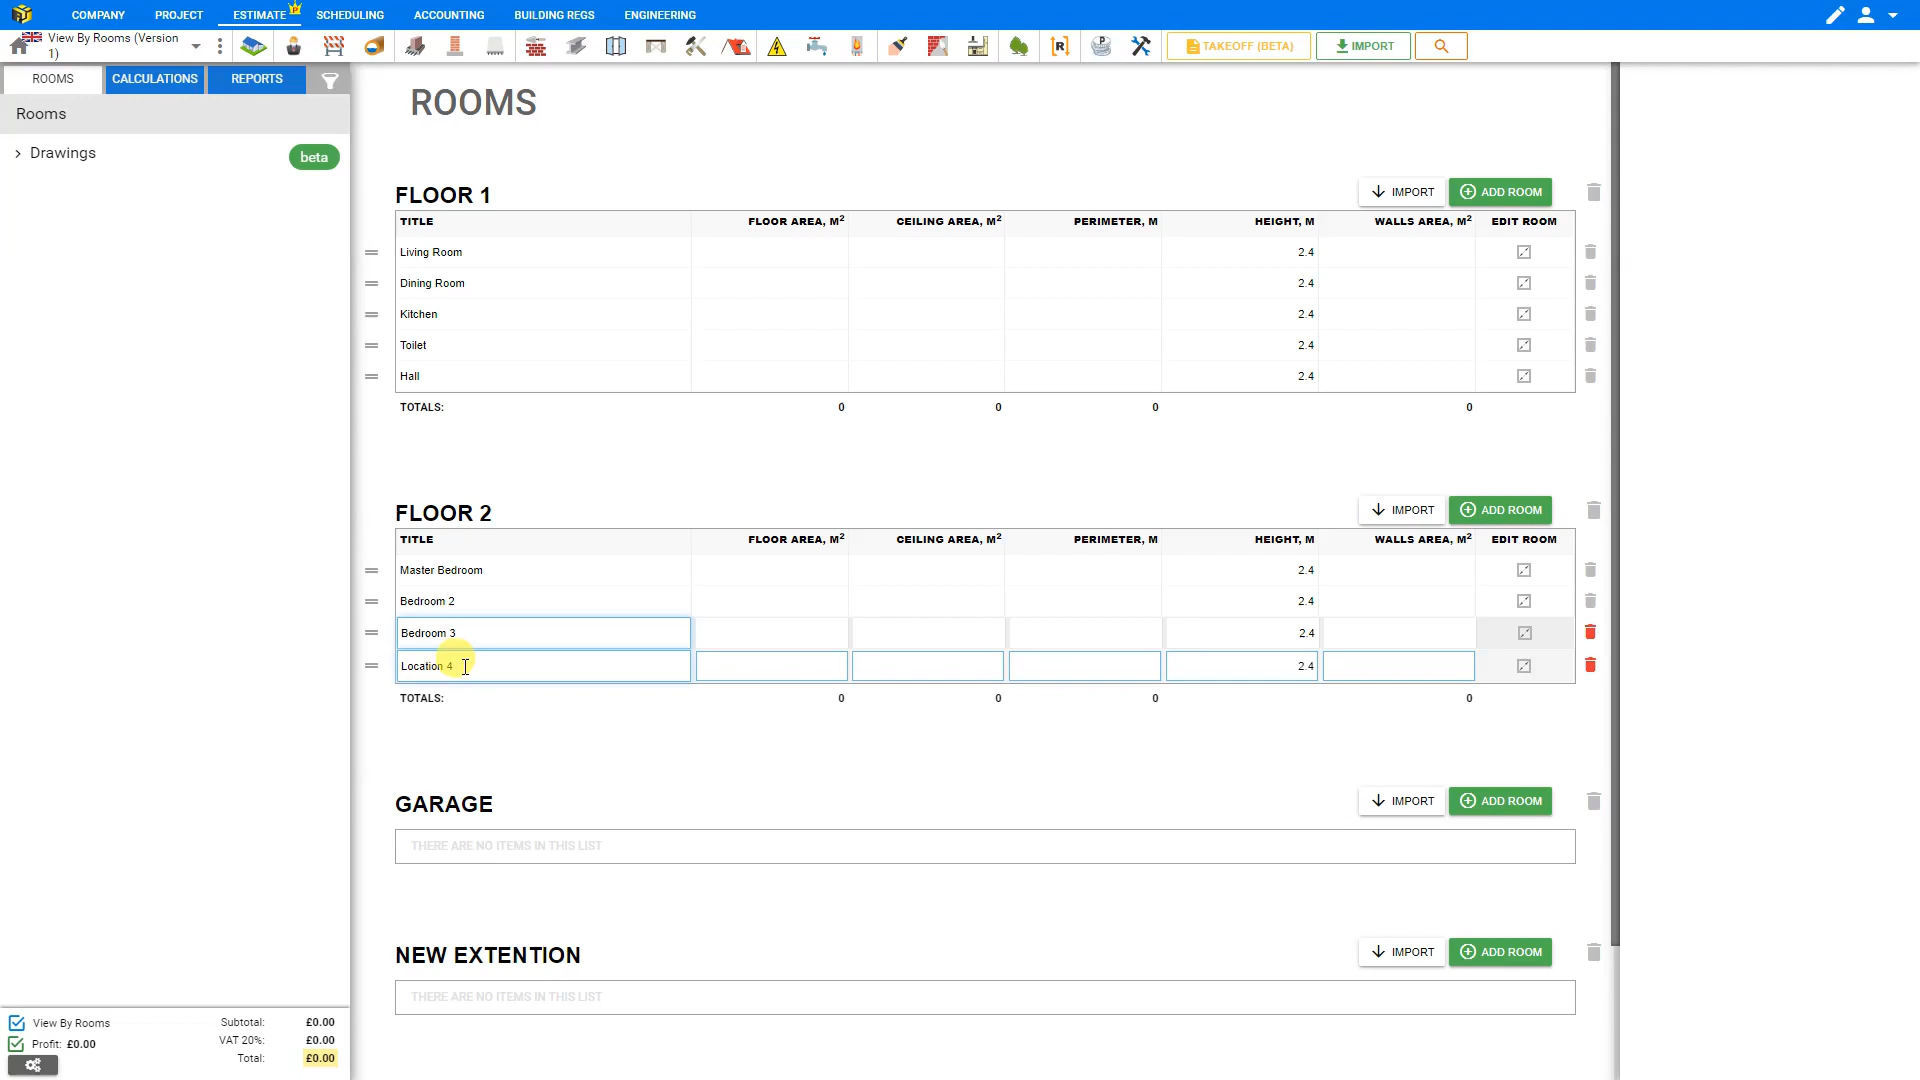 COMPANY PROJECT ESTIMATE SCHEDULING ACCOUNTING BUILDING REGS ENGINEERING
View By Rooms (Version
1)
TAKEOFF (BETA) IMPORT
ROOMS CALCULATIONS REPORTS
Rooms
Drawings beta
ROOMS
FLOOR 1 IMPORT ADD ROOM
TITLE FLOOR AREA, M² CEILING AREA, M² PERIMETER, M HEIGHT, M WALLS AREA, M² EDIT ROOM
Living Room 2.4
Dining Room 2.4
Kitchen 2.4
Toilet 2.4
Hall 2.4
TOTALS: 0 0 0 0
FLOOR 2 IMPORT ADD ROOM
TITLE FLOOR AREA, M² CEILING AREA, M² PERIMETER, M HEIGHT, M WALLS AREA, M² EDIT ROOM
Master Bedroom 2.4
Bedroom 2 2.4
Bedroom 3 2.4
Location 4 2.4
TOTALS: 0 0 0 0
GARAGE IMPORT ADD ROOM
THERE ARE NO ITEMS IN THIS LIST
NEW EXTENTION IMPORT ADD ROOM
THERE ARE NO ITEMS IN THIS LIST
View By Rooms Subtotal: £0.00
Profit: £0.00 VAT 20%: £0.00
Total: £0.00